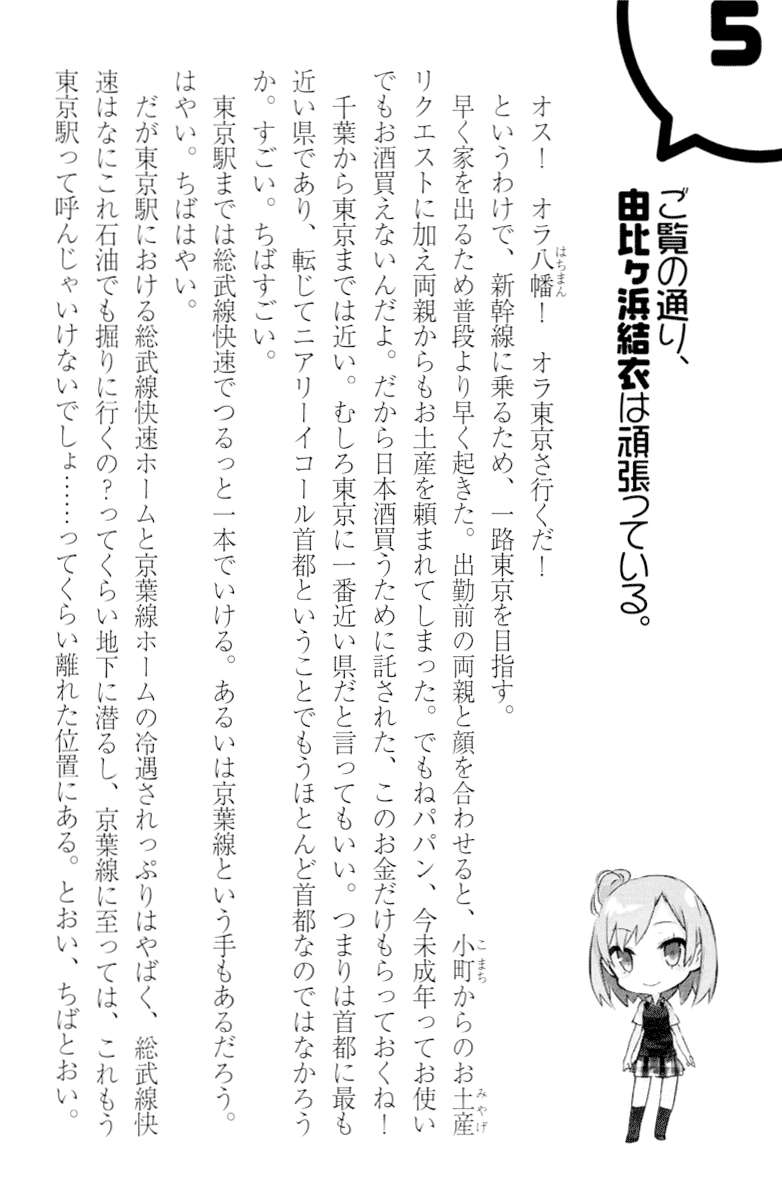 5
ご覧の通り、
由比ヶ浜結衣は頑張っている。
オス！　オラ八幡！　オラ東京さ行くだ！
というわけで、新幹線に乗るため、一路東京を目指す。
早く家を出るため普段より早く起きた。出勤前の両親と顔を合わせると、小町からのお土産
リクエストに加え両親からもお土産を頼まれてしまった。でもねパパン、今未成年ってお使い
でもお酒買えないんだよ。だから日本酒買うために託された、このお金だけもらっておくね！
千葉から東京までは近い。むしろ東京に一番近い県だと言ってもいい。つまりは首都に最も
近い県であり、転じてニアリーイコール首都ということでもうほとんど首都なのではなかろう
か。すごい。ちばすごい。
東京駅までは総武線快速でつるっと一本でいける。あるいは京葉線という手もあるだろう。
はやい。ちばはやい。
だが東京駅における総武線快速ホームと京葉線ホームの冷遇されっぷりはやばく、総武線快
速はなにこれ石油でも掘りに行くの？ってくらい地下に潜るし、京葉線に至っては、これもう
東京駅って呼んじゃいけないでしょ……ってくらい離れた位置にある。とおい、ちばとおい。
はちまん
こまち
みやげ